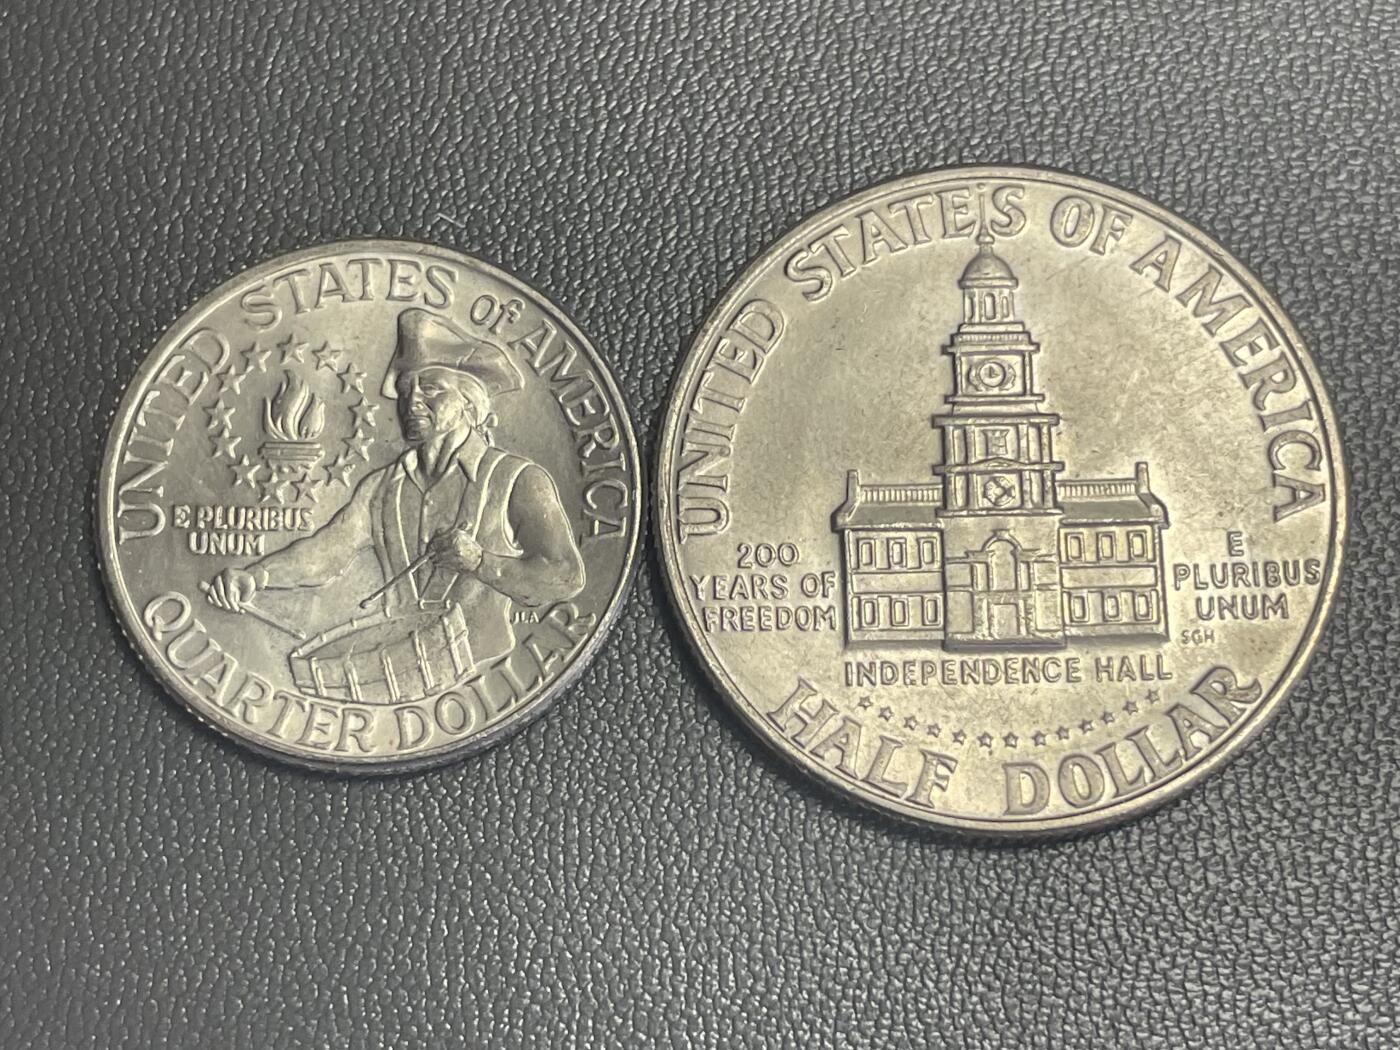 UNITED STATES of AMERICA
E PLURIBUS
UNUM
JLA
QUARTER DOLLAR
UNITED STATES OF AMERICA
200
YEARS OF
FREEDOM
E
PLURIBUS
UNUM
SGH
INDEPENDENCE HALL
HALF DOLLAR